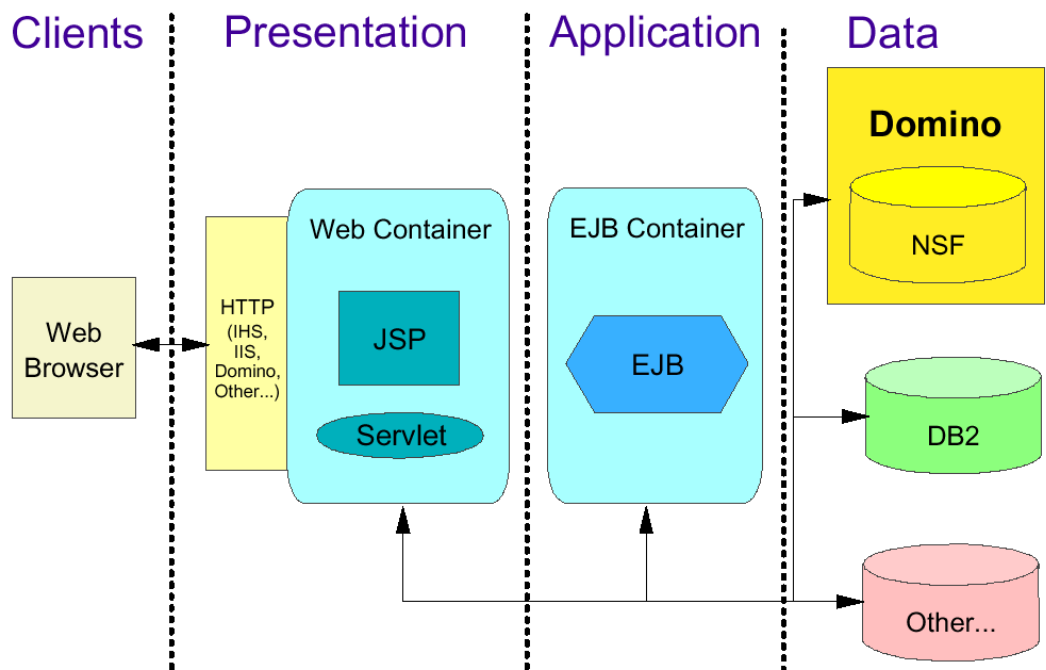 Clients
Presentation
Application
Data
Web
Browser
HTTP
(IHS,
IIS,
Domino,
Other...)
Web Container
JSP
Servlet
EJB Container
EJB
Domino
NSF
DB2
Other...